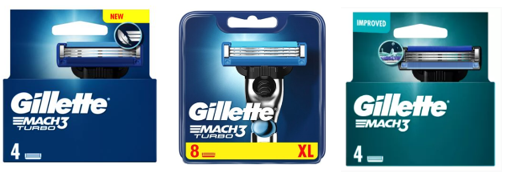 NEW
Gillette®
MACH3
TURBO
4
Gillette®
MACH3
TURBO
8
XL
IMPROVED
Gillette®
MACH3
4